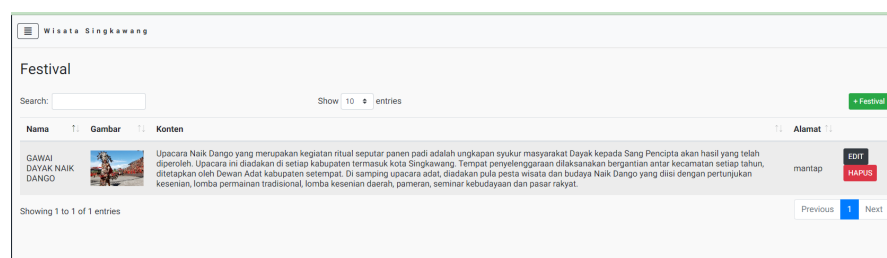 Wisata Singkawang
Festival
Search:
Show 10 entries
+ Festival
Nama Gambar Konten Alamat
GAWAI
DAYAK NAIK
DANGO
Upacara Naik Dango yang merupakan kegiatan ritual seputar panen padi adalah ungkapan syukur masyarakat Dayak kepada Sang Pencipta akan hasil yang telah
diperoleh. Upacara ini diadakan di setiap kabupaten termasuk kota Singkawang. Tempat penyelenggaraan dilaksanakan bergantian antar kecamatan setiap tahun,
ditetapkan oleh Dewan Adat kabupaten setempat. Di samping upacara adat, diadakan pula pesta wisata dan budaya Naik Dango yang diisi dengan pertunjukan
kesenian, lomba permainan tradisional, lomba kesenian daerah, pameran, seminar kebudayaan dan pasar rakyat.
mantap
EDIT
HAPUS
Showing 1 to 1 of 1 entries
Previous 1 Next